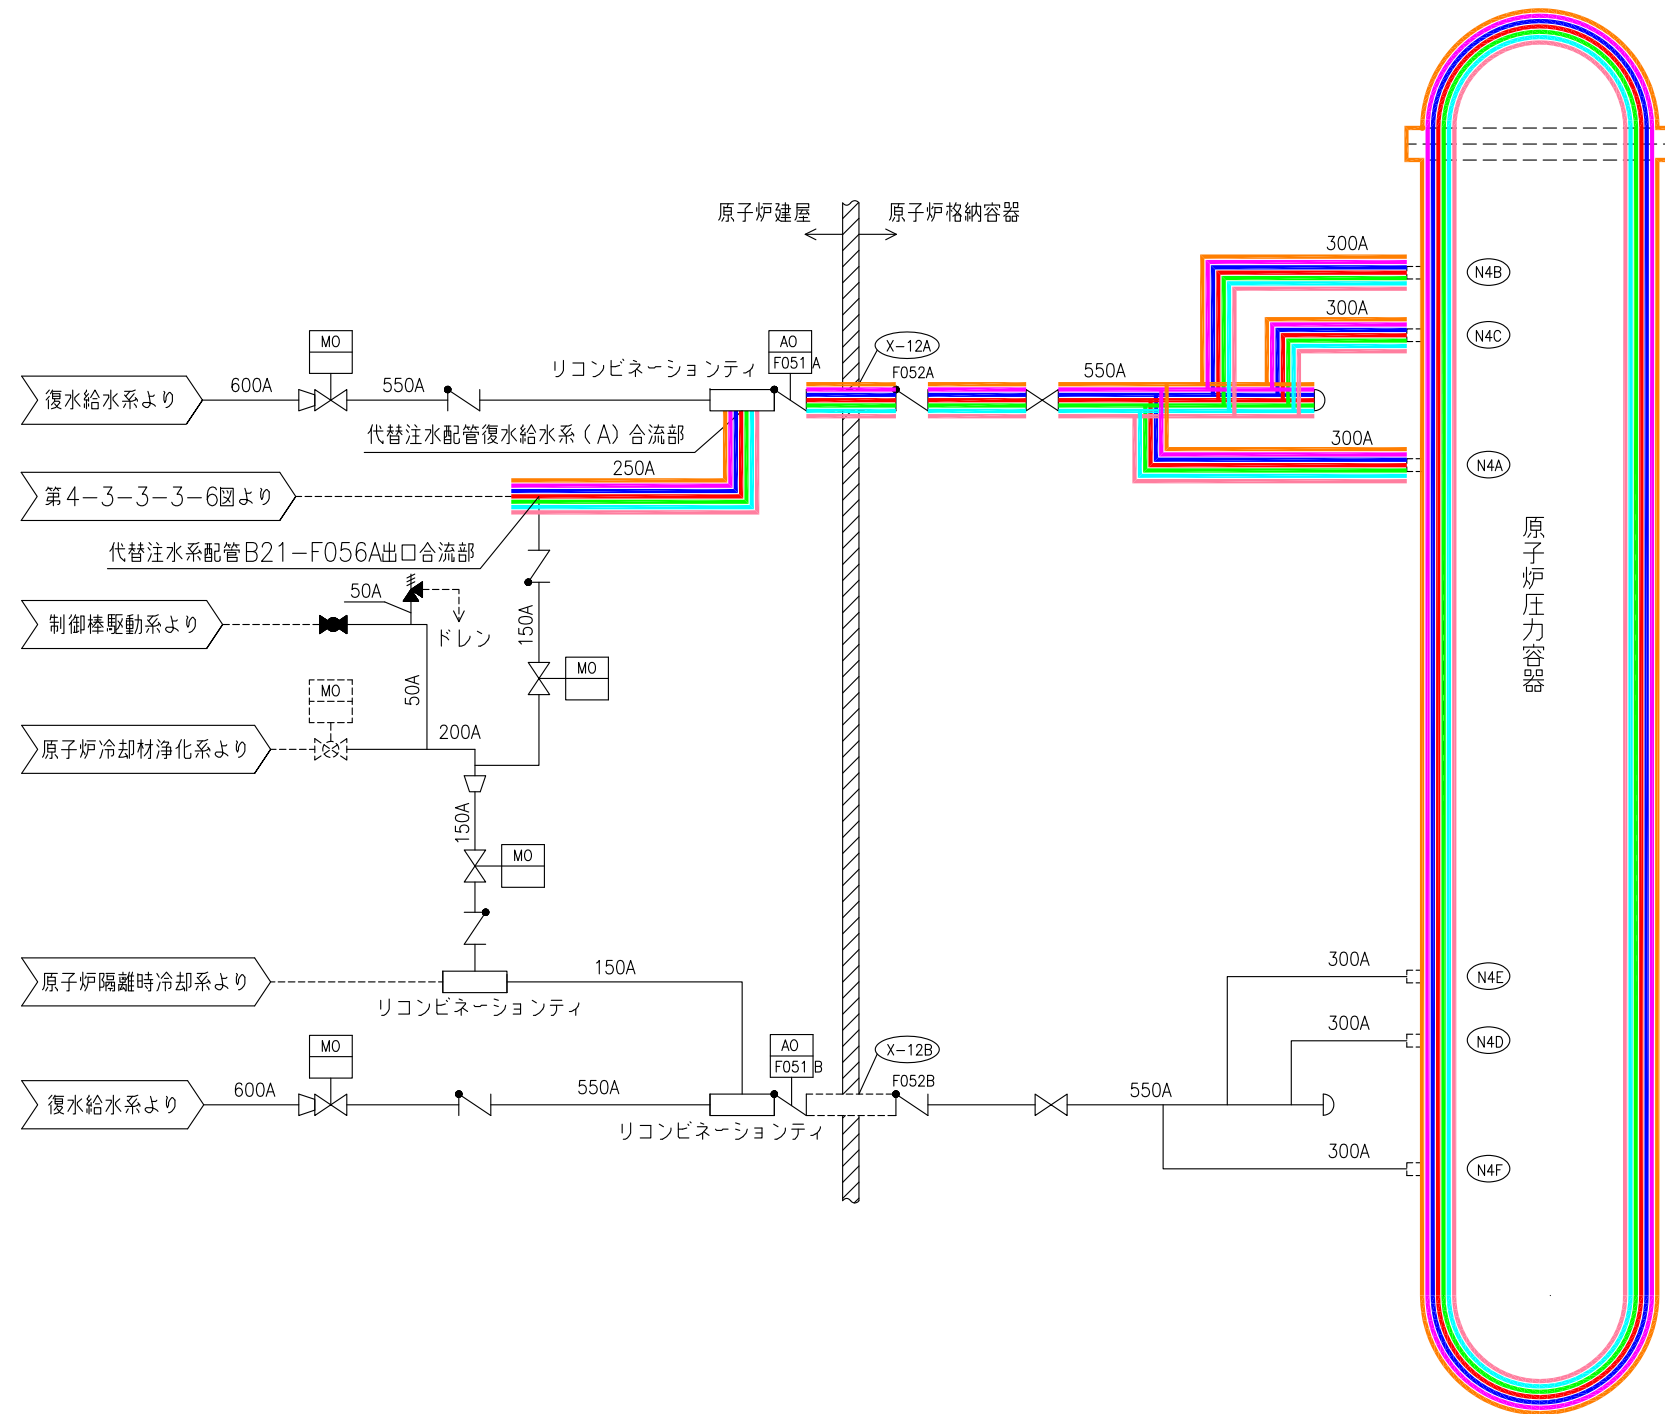 原子炉建屋
原子炉格納容器
300A
N4B
300A
N4C
MO
AO
F051A
X-12A
F052A
リコンビネーションティ
550A
復水給水系より
600A
550A
代替注水配管復水給水系(A)合流部
300A
N4A
250A
第4-3-3-3-6図より
代替注水系配管B21-F056A出口合流部
原子炉圧力容器
50A
制御棒駆動系より
ドレン
150A
MO
50A
MO
200A
原子炉冷却材浄化系より
150A
MO
原子炉隔離時冷却系より
150A
リコンビネーションティ
300A
N4E
300A
N4D
MO
AO
F051B
X-12B
F052B
復水給水系より
600A
550A
550A
リコンビネーションティ
300A
N4F